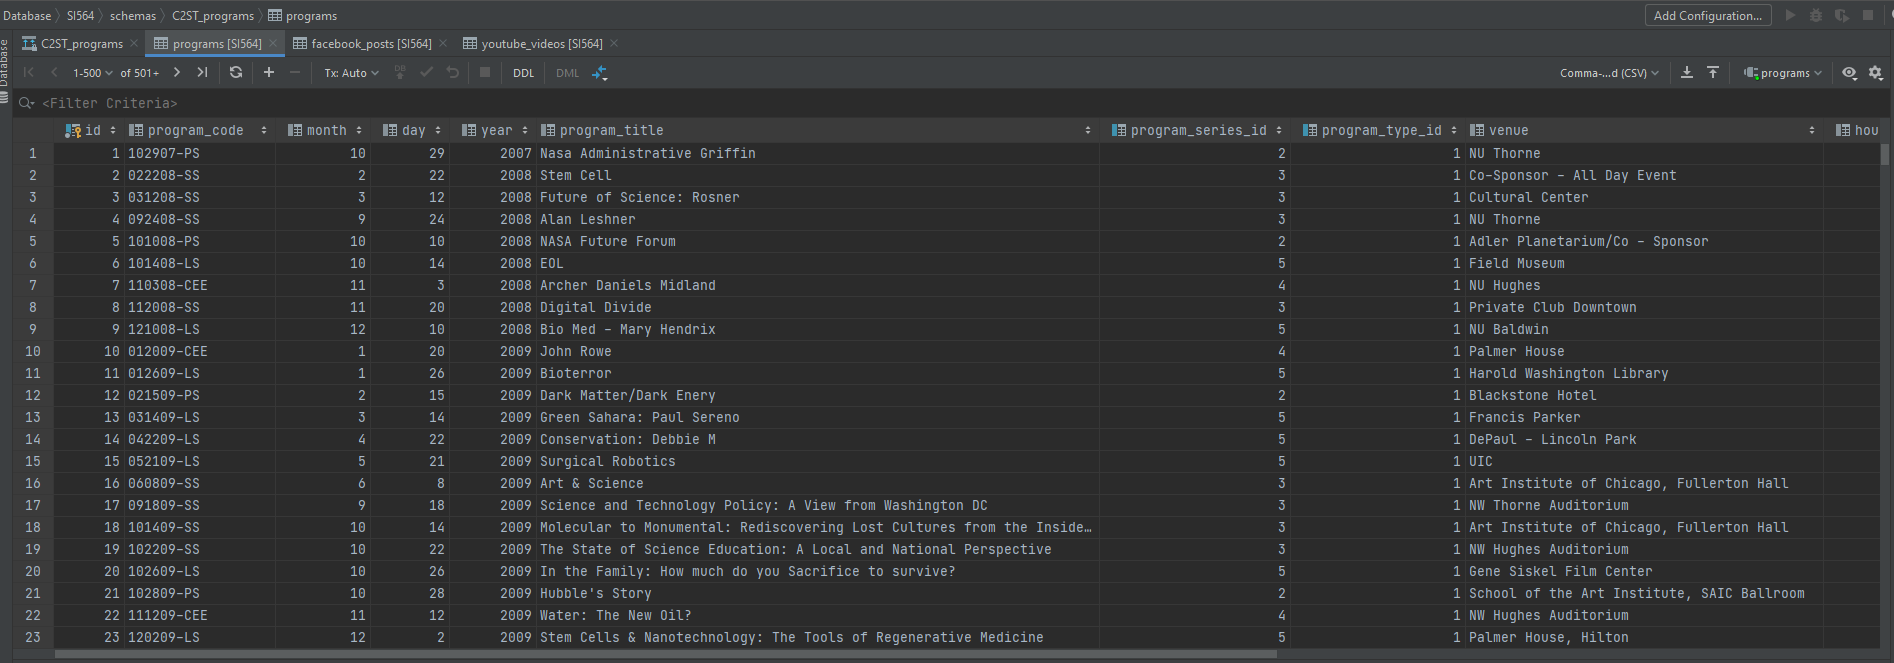 Database SI564 schemas C2ST_programs programs Add Configuration...
C2ST_programs programs [SI564] facebook_posts [SI564] youtube_videos [SI564]
Database
1-500 of 501+ Tx: Auto DB DDL DML Comma-...d (CSV) programs
<Filter Criteria>
id program_code month day year program_title program_series_id program_type_id venue hou
1 1 102907-PS 10 29 2007 Nasa Administrative Griffin 2 1 NU Thorne
2 2 022208-SS 2 22 2008 Stem Cell 3 1 Co-Sponsor - All Day Event
3 3 031208-SS 3 12 2008 Future of Science: Rosner 3 1 Cultural Center
4 4 092408-SS 9 24 2008 Alan Leshner 3 1 NU Thorne
5 5 101008-PS 10 10 2008 NASA Future Forum 2 1 Adler Planetarium/Co - Sponsor
6 6 101408-LS 10 14 2008 EOL 5 1 Field Museum
7 7 110308-CEE 11 3 2008 Archer Daniels Midland 4 1 NU Hughes
8 8 112008-SS 11 20 2008 Digital Divide 3 1 Private Club Downtown
9 9 121008-LS 12 10 2008 Bio Med - Mary Hendrix 5 1 NU Baldwin
10 10 012009-CEE 1 20 2009 John Rowe 4 1 Palmer House
11 11 012609-LS 1 26 2009 Bioterror 5 1 Harold Washington Library
12 12 021509-PS 2 15 2009 Dark Matter/Dark Enery 2 1 Blackstone Hotel
13 13 031409-LS 3 14 2009 Green Sahara: Paul Sereno 5 1 Francis Parker
14 14 042209-LS 4 22 2009 Conservation: Debbie M 5 1 DePaul - Lincoln Park
15 15 052109-LS 5 21 2009 Surgical Robotics 5 1 UIC
16 16 060809-SS 6 8 2009 Art & Science 3 1 Art Institute of Chicago, Fullerton Hall
17 17 091809-SS 9 18 2009 Science and Technology Policy: A View from Washington DC 3 1 NW Thorne Auditorium
18 18 101409-SS 10 14 2009 Molecular to Monumental: Rediscovering Lost Cultures from the Inside… 3 1 Art Institute of Chicago, Fullerton Hall
19 19 102209-SS 10 22 2009 The State of Science Education: A Local and National Perspective 3 1 NW Hughes Auditorium
20 20 102609-LS 10 26 2009 In the Family: How much do you Sacrifice to survive? 5 1 Gene Siskel Film Center
21 21 102809-PS 10 28 2009 Hubble's Story 2 1 School of the Art Institute, SAIC Ballroom
22 22 111209-CEE 11 12 2009 Water: The New Oil? 4 1 NW Hughes Auditorium
23 23 120209-LS 12 2 2009 Stem Cells & Nanotechnology: The Tools of Regenerative Medicine 5 1 Palmer House, Hilton